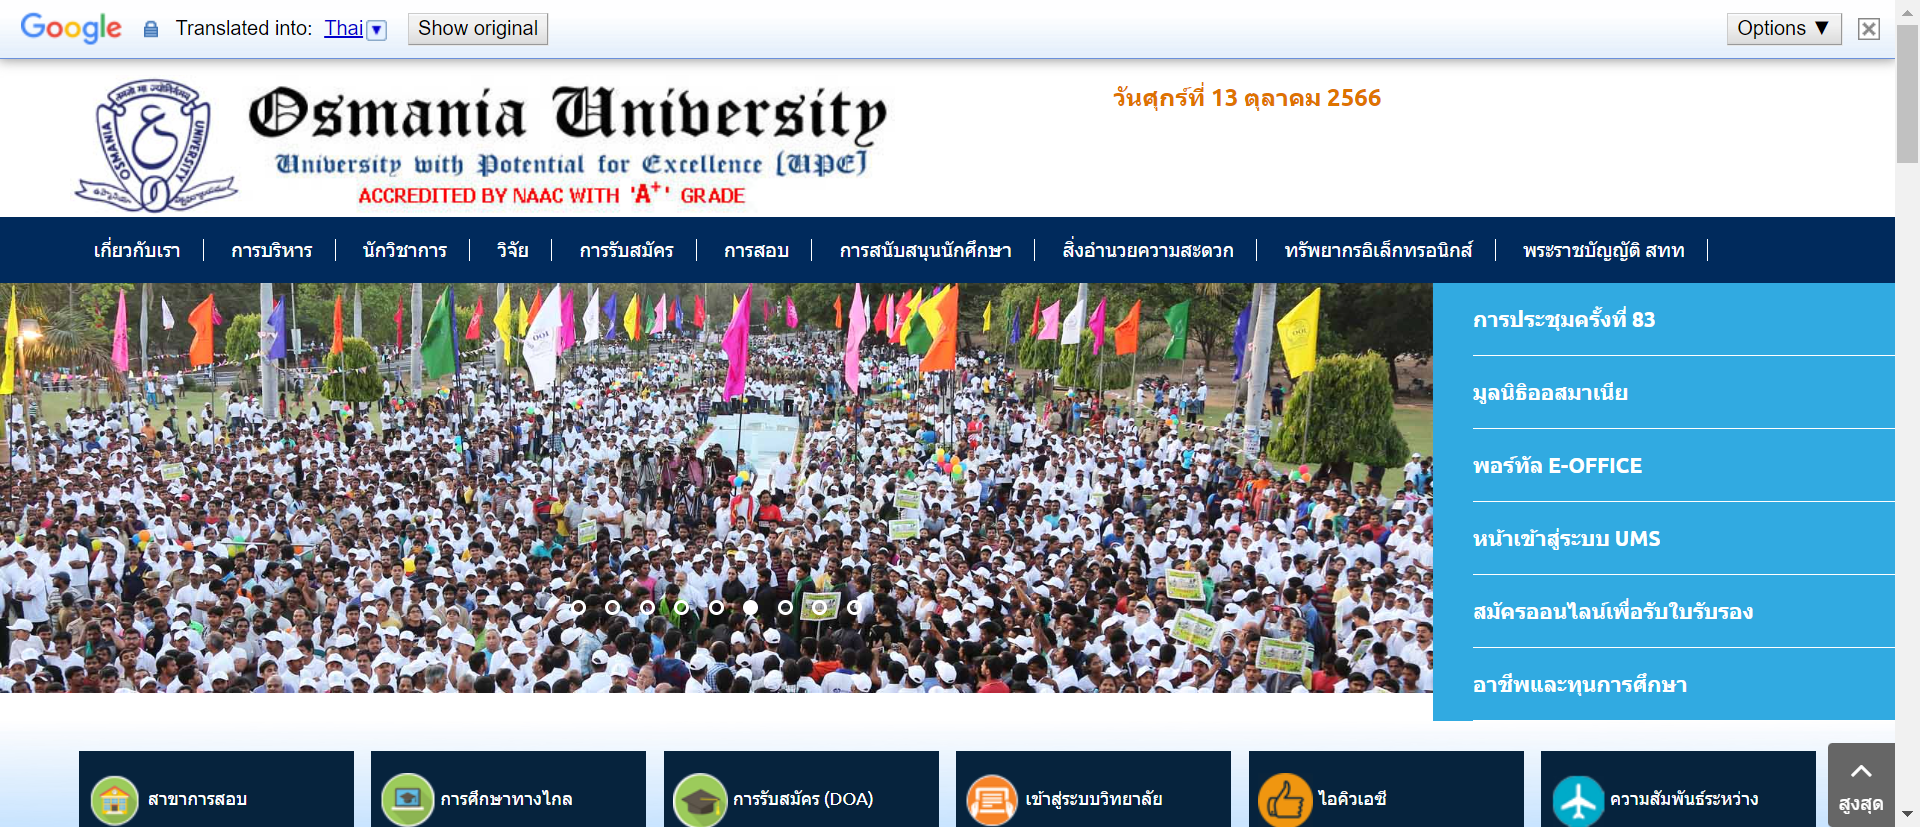 Google Translated into: Thai ▼ Show original Options ▼
Osmania University
University with Potential for Excellence (UPE)
ACCREDITED BY NAAC WITH 'A+' GRADE
OSMANIA UNIVERSITY
วันศุกร์ที่ 13 ตุลาคม 2566
เกี่ยวกับเรา การบริหาร นักวิชาการ วิจัย การรับสมัคร การสอบ การสนับสนุนนักศึกษา สิ่งอำนวยความสะดวก ทรัพยากรอิเล็กทรอนิกส์ พระราชบัญญัติ สทท
การประชุมครั้งที่ 83
มูลนิธิออสมาเนีย
พอร์ทัล E-OFFICE
หน้าเข้าสู่ระบบ UMS
สมัครออนไลน์เพื่อรับใบรับรอง
อาชีพและทุนการศึกษา
สาขาการสอบ
การศึกษาทางไกล
การรับสมัคร (DOA)
เข้าสู่ระบบวิทยาลัย
ไอคิวเอซี
ความสัมพันธ์ระหว่าง
สูงสุด